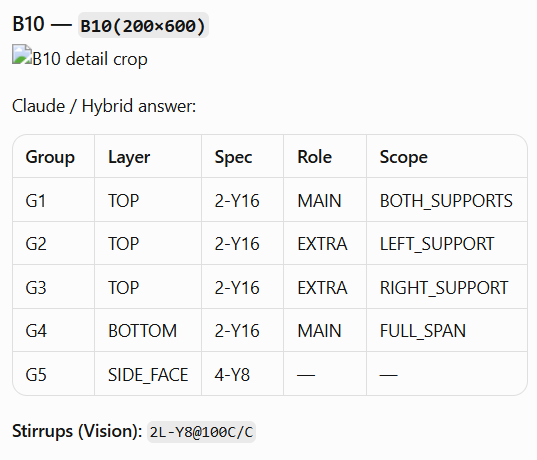 B10 — B10(200×600)
B10 detail crop
Claude / Hybrid answer:
Group Layer Spec Role Scope
G1 TOP 2-Y16 MAIN BOTH_SUPPORTS
G2 TOP 2-Y16 EXTRA LEFT_SUPPORT
G3 TOP 2-Y16 EXTRA RIGHT_SUPPORT
G4 BOTTOM 2-Y16 MAIN FULL_SPAN
G5 SIDE_FACE 4-Y8 — —
Stirrups (Vision): 2L-Y8@100C/C